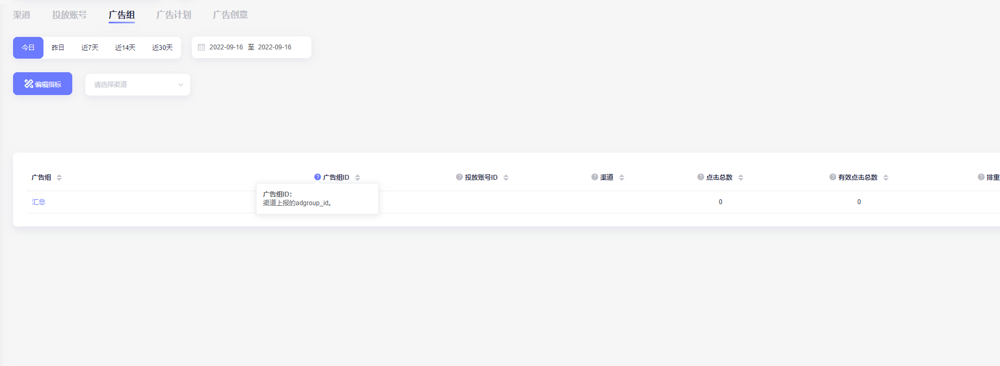 渠道 投放账号 广告组 广告计划 广告创意
今日 昨日 近7天 近14天 近30天 2022-09-16 至 2022-09-16
编辑指标 请选择渠道
广告组 ? 广告组ID ? 投放账号ID ? 渠道 ? 点击总数 ? 有效点击总数 ? 排重
广告组ID：
汇总 0 0
渠道上报的adgroup_id。